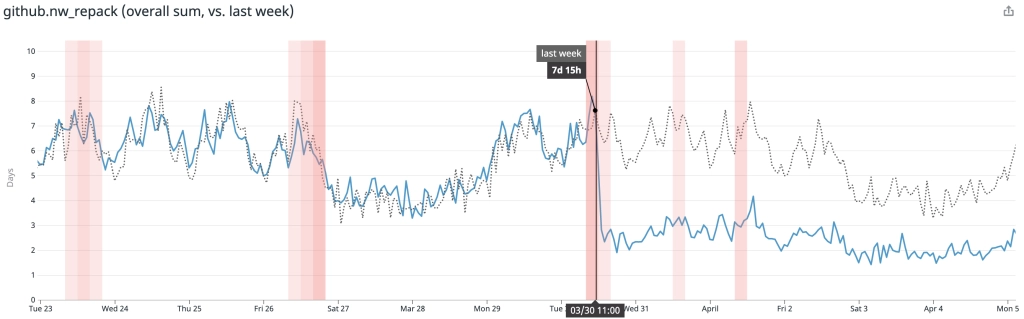 github.nw_repack (overall sum, vs. last week)
last week
7d 15h
10
9
8
7
6
5
4
3
2
1
0
Days
Tue 23
Wed 24
Thu 25
Fri 26
Sat 27
Mar 28
Mon 29
Tue
03/30 11:00
Wed 31
April
Fri 2
Sat 3
Apr 4
Mon 5